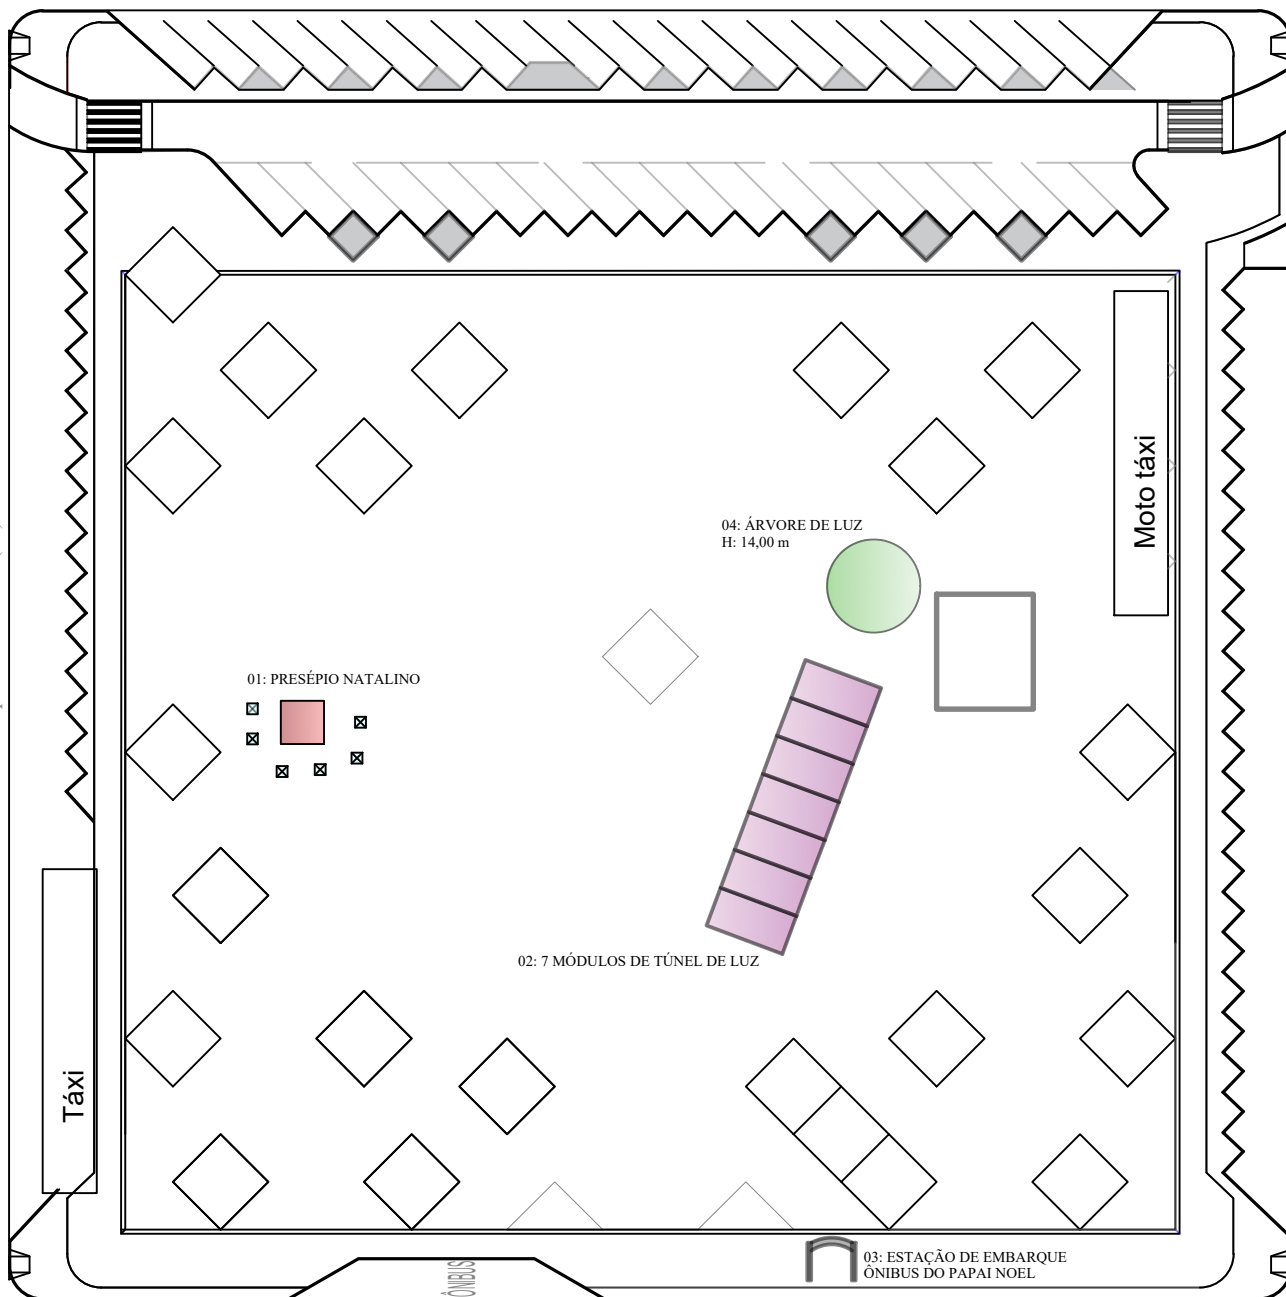 Moto táxi
04: ÁRVORE DE LUZ
H: 14,00 m
01: PRESÉPIO NATALINO
02: 7 MÓDULOS DE TÚNEL DE LUZ
Táxi
03: ESTAÇÃO DE EMBARQUE
ÔNIBUS DO PAPAI NOEL
ÔNIBUS